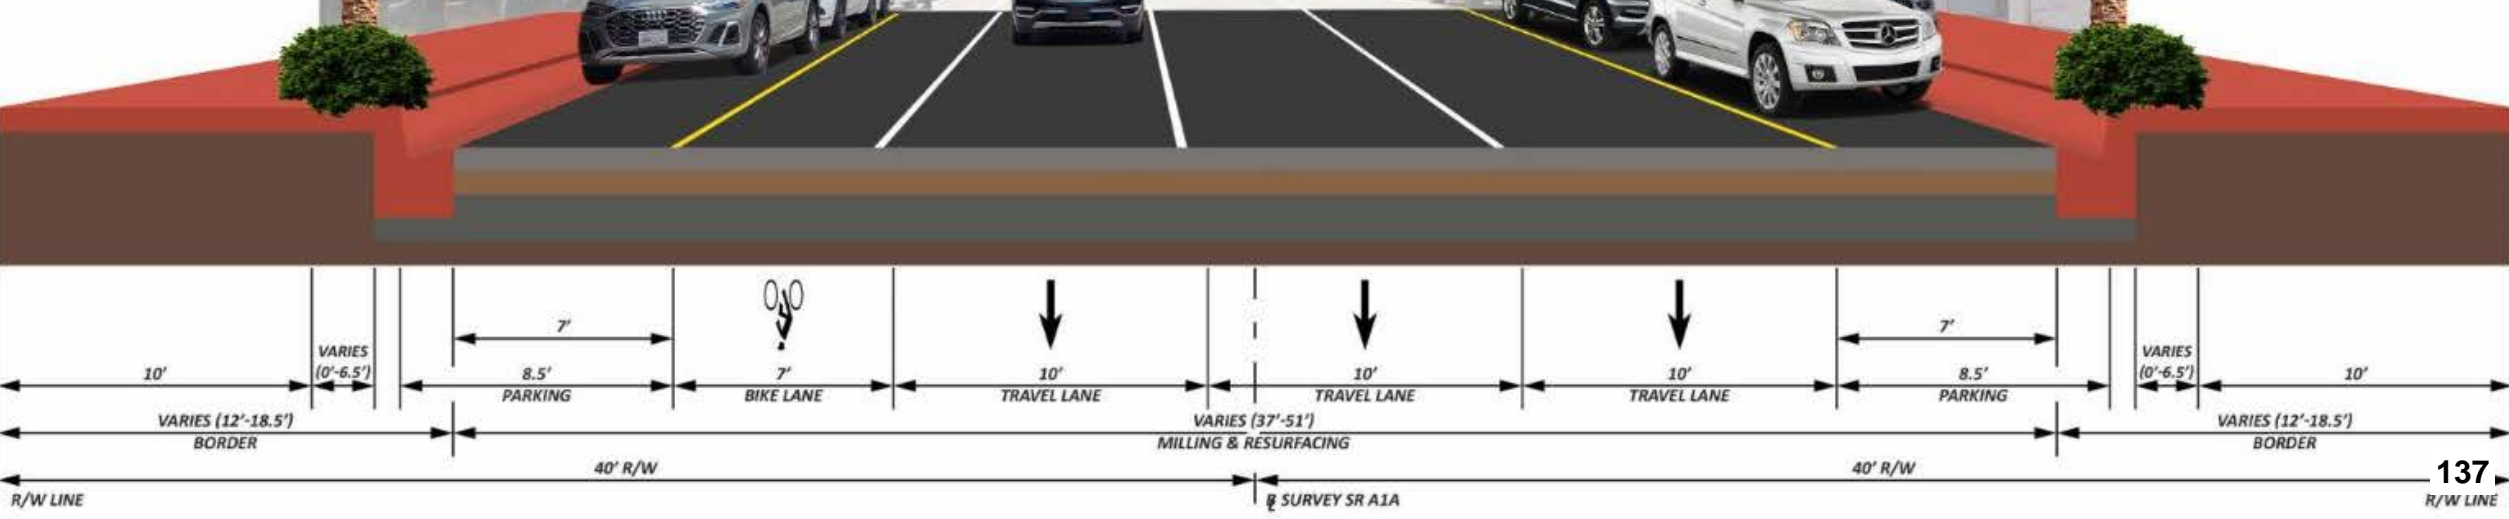 7' 7'
VARIES VARIES
10' (0'-6.5') 8.5' 7' 10' 10' 10' 8.5' (0'-6.5') 10'
PARKING BIKE LANE TRAVEL LANE TRAVEL LANE TRAVEL LANE PARKING
VARIES (12'-18.5') VARIES (37'-51') VARIES (12'-18.5')
BORDER MILLING & RESURFACING BORDER
40' R/W 40' R/W 137
R/W LINE SURVEY SR A1A R/W LINE